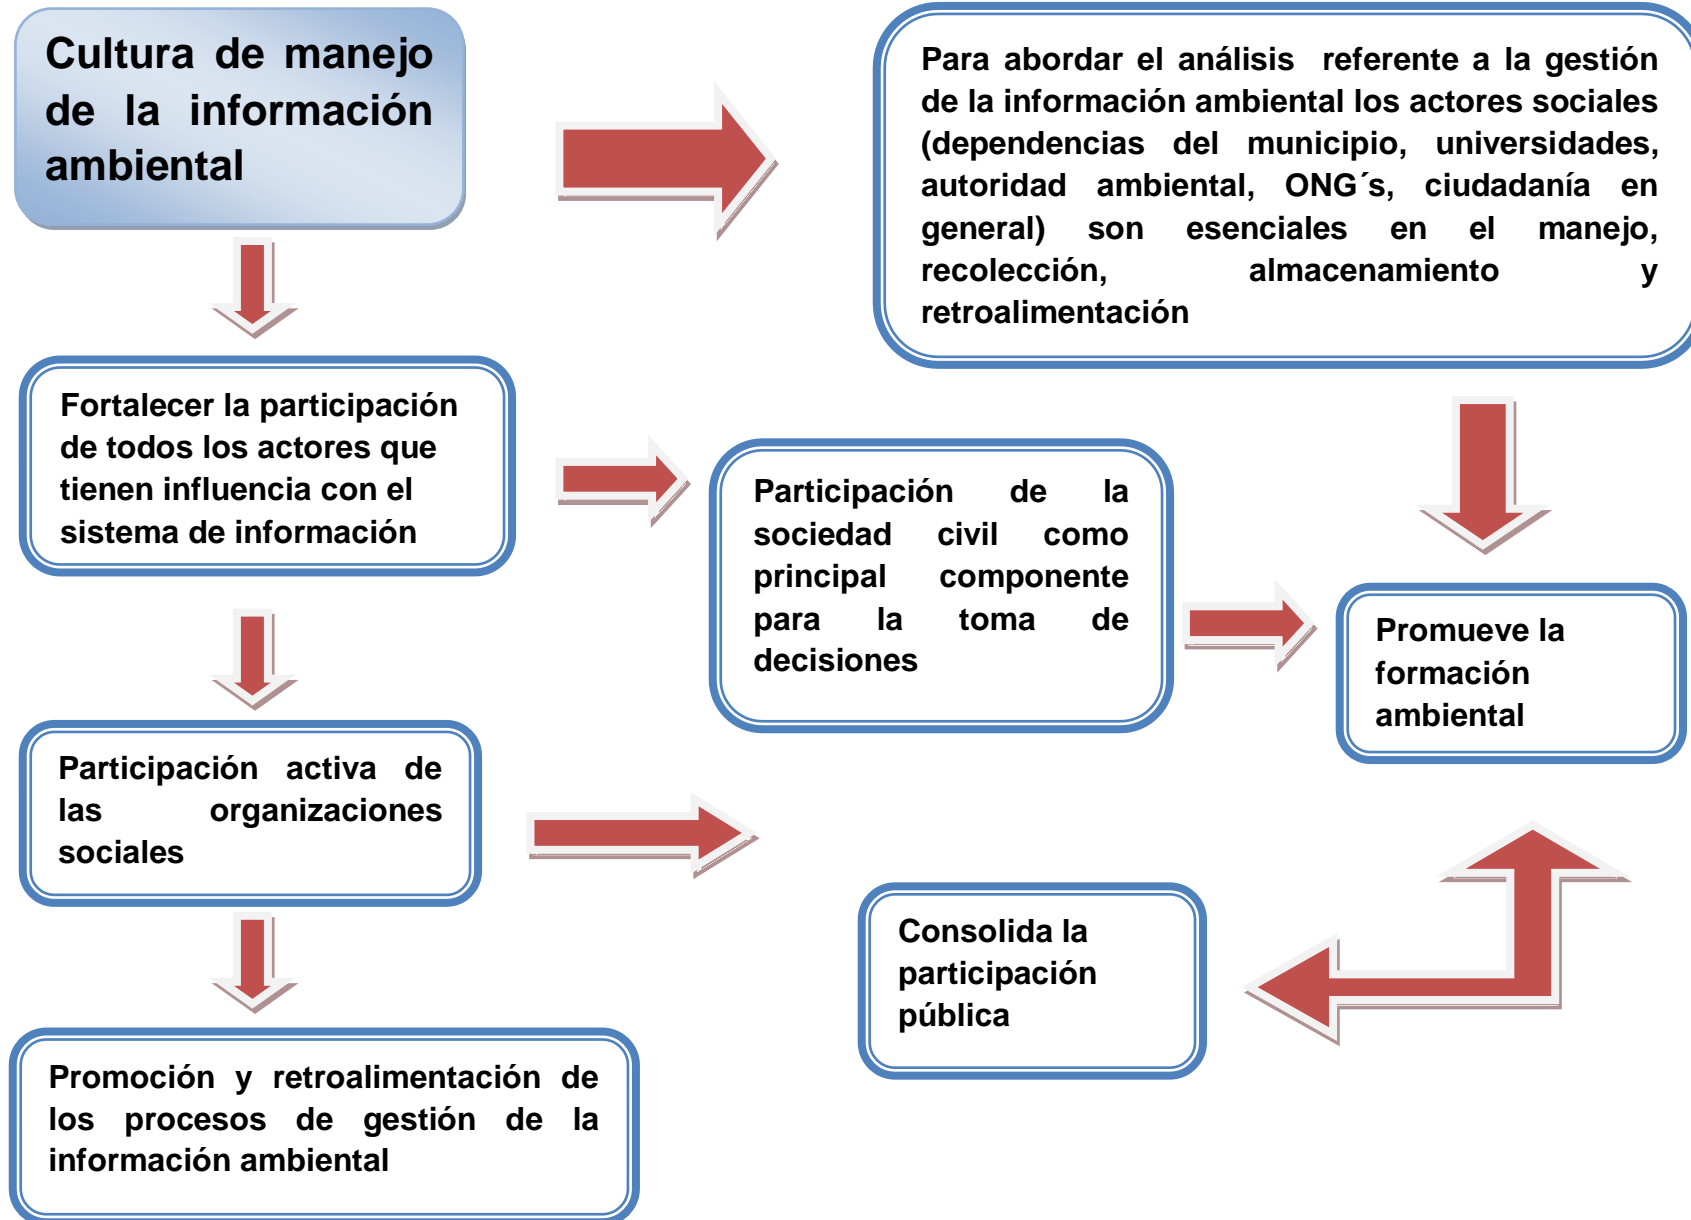 Cultura de manejo
de la información
ambiental
Para abordar el análisis referente a la gestión
de la información ambiental los actores sociales
(dependencias del municipio, universidades,
autoridad ambiental, ONG´s, ciudadanía en
general) son esenciales en el manejo,
recolección, almacenamiento y
retroalimentación
Fortalecer la participación
de todos los actores que
tienen influencia con el
sistema de información
Participación de la
sociedad civil como
principal componente
para la toma de
decisiones
Promueve la
formación
ambiental
Participación activa de
las organizaciones
sociales
Consolida la
participación
pública
Promoción y retroalimentación de
los procesos de gestión de la
información ambiental